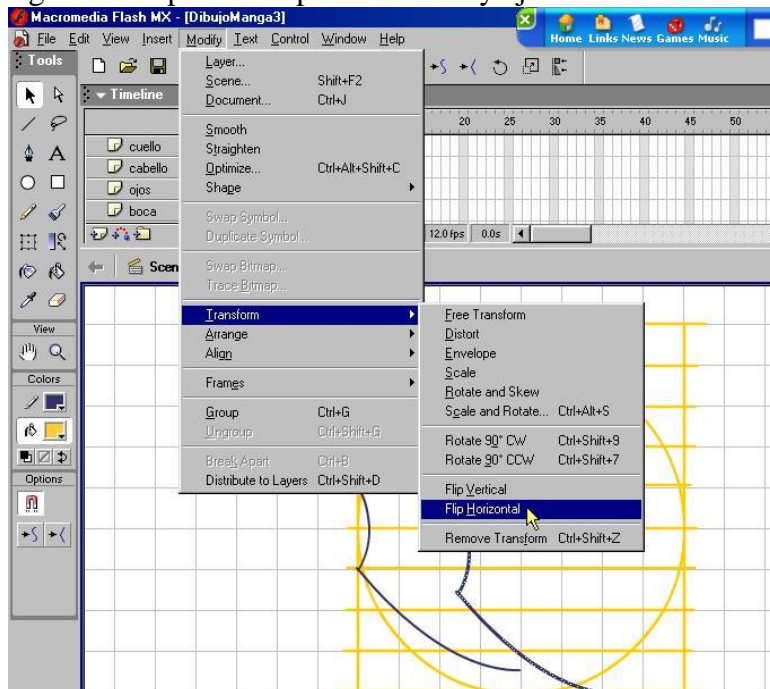 Macromedia Flash MX - [DibujoManga3]
File Edit View Insert Modify Text Control Window Help
Home Links News Games Music
Tools
Timeline
20 25 30 35 40 45 50
cuello
cabello
ojos
boca
12.0 fps 0.0s
Scen
View
Colors
Options
Layer...
Scene... Shift+F2
Document... Ctrl+J
Smooth
Straighten
Optimize... Ctrl+Alt+Shift+C
Shape
Swap Symbol...
Duplicate Symbol...
Swap Bitmap...
Trace Bitmap...
Transform
Arrange
Align
Frames
Group Ctrl+G
Ungroup Ctrl+Shift+G
Break Apart Ctrl+B
Distribute to Layers Ctrl+Shift+D
Free Transform
Distort
Envelope
Scale
Rotate and Skew
Scale and Rotate... Ctrl+Alt+S
Rotate 90° CW Ctrl+Shift+9
Rotate 90° CCW Ctrl+Shift+7
Flip Vertical
Flip Horizontal
Remove Transform Ctrl+Shift+Z